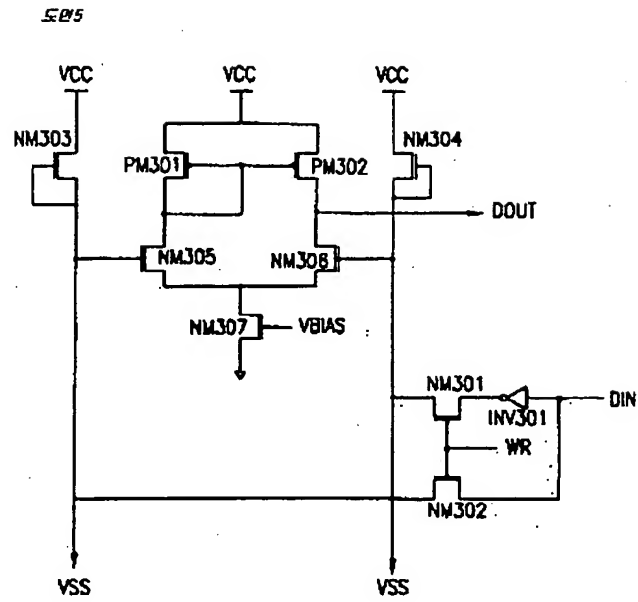 도면5
VCC
VCC
VCC
NM303
PM301
PM302
NM304
DOUT
NM305
NM306
NM307
VBIAS
NM301
INV301
DIN
WR
NM302
VSS
VSS